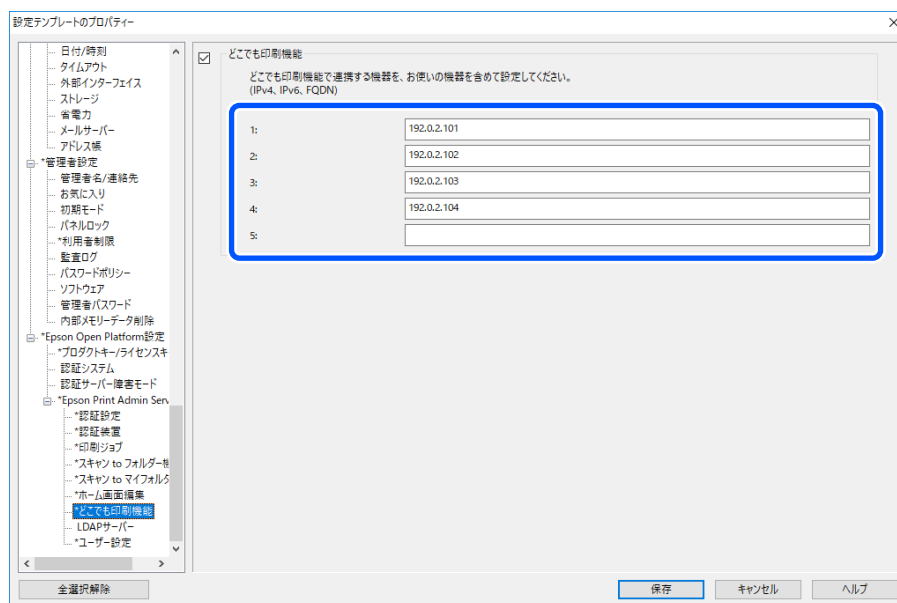 設定テンプレートのプロパティー
日付/時刻
タイムアウト
外部インターフェイス
ストレージ
省電力
メールサーバー
アドレス帳
*管理者設定
管理者名/連絡先
お気に入り
初期モード
パネルロック
*利用者制限
監査ログ
パスワードポリシー
ソフトウェア
管理者パスワード
内部メモリーデータ削除
*Epson Open Platform設定
*プロダクトキー/ライセンスキ
認証システム
認証サーバー障害モード
*Epson Print Admin Serv
*認証設定
*認証装置
*印刷ジョブ
*スキャン to フォルダー機
*スキャン to マイフォルダ
*ホーム画面編集
*どこでも印刷機能
LDAPサーバー
*ユーザー設定
どこでも印刷機能
どこでも印刷機能で連携する機器を、お使いの機器を含めて設定してください。
(IPv4、IPv6、FQDN)
1: 192.0.2.101
2: 192.0.2.102
3: 192.0.2.103
4: 192.0.2.104
5:
全選択解除
保存
キャンセル
ヘルプ